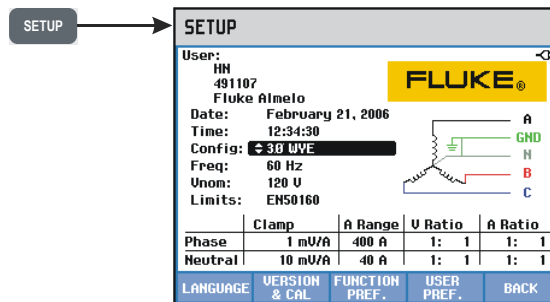 SETUP
SETUP
User:
HN
491107
Fluke Almelo
FLUKE®
Date: February 21, 2006
Time: 12:34:30
Config: 3Ø WYE
Freq: 60 Hz
Vnom: 120 V
Limits: EN50160
A
GND
N
B
C
Clamp A Range V Ratio A Ratio
Phase 1 mV/A 400 A 1: 1 1: 1
Neutral 10 mV/A 40 A 1: 1 1: 1
LANGUAGE VERSION & CAL FUNCTION PREF. USER PREF. BACK